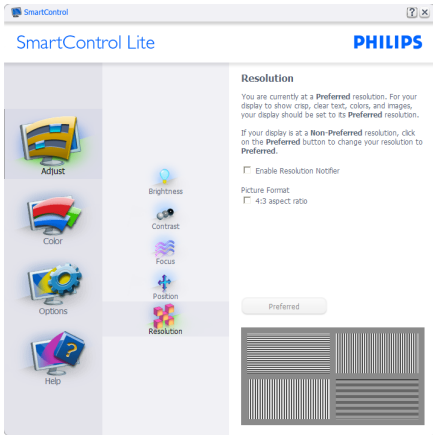 SmartControl
SmartControl Lite
PHILIPS
Adjust
Color
Options
Help
Brightness
Contrast
Focus
Position
Resolution
Resolution
You are currently at a Preferred resolution. For your
display to show crisp, clear text, colors, and images,
your display should be set to its Preferred resolution.
If your display is at a Non-Preferred resolution, click
on the Preferred button to change your resolution to
Preferred.
Enable Resolution Notifier
Picture Format
4:3 aspect ratio
Preferred